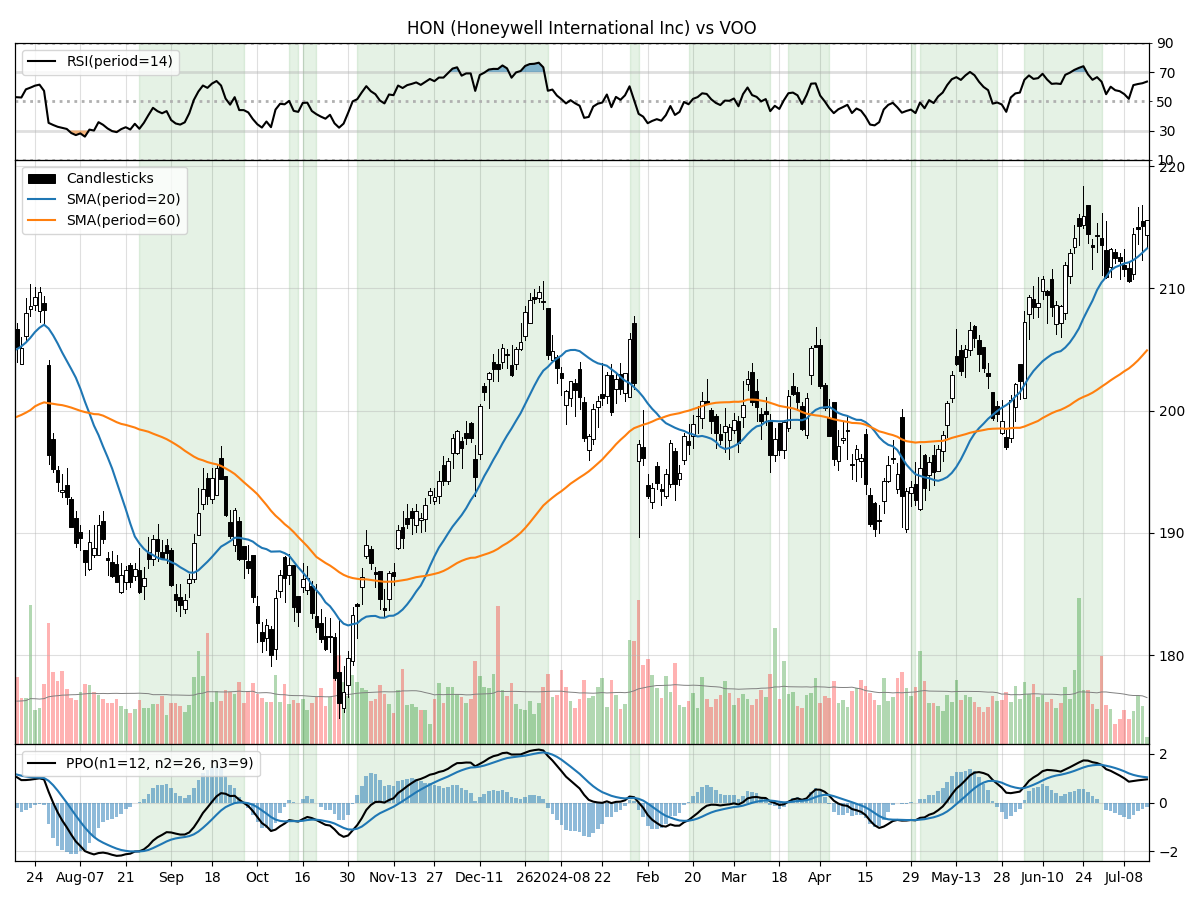 HON (Honeywell International Inc) vs VOO
RSI(period=14)
90
70
50
30
10
Candlesticks
SMA(period=20)
SMA(period=60)
220
210
200
190
180
PPO(n1=12, n2=26, n3=9)
2
0
−2
24 Aug-07 21 Sep 18 Oct 16 30 Nov-13 27 Dec-11 26 2024-08 22 Feb 20 Mar 18 Apr 15 29 May-13 28 Jun-10 24 Jul-08